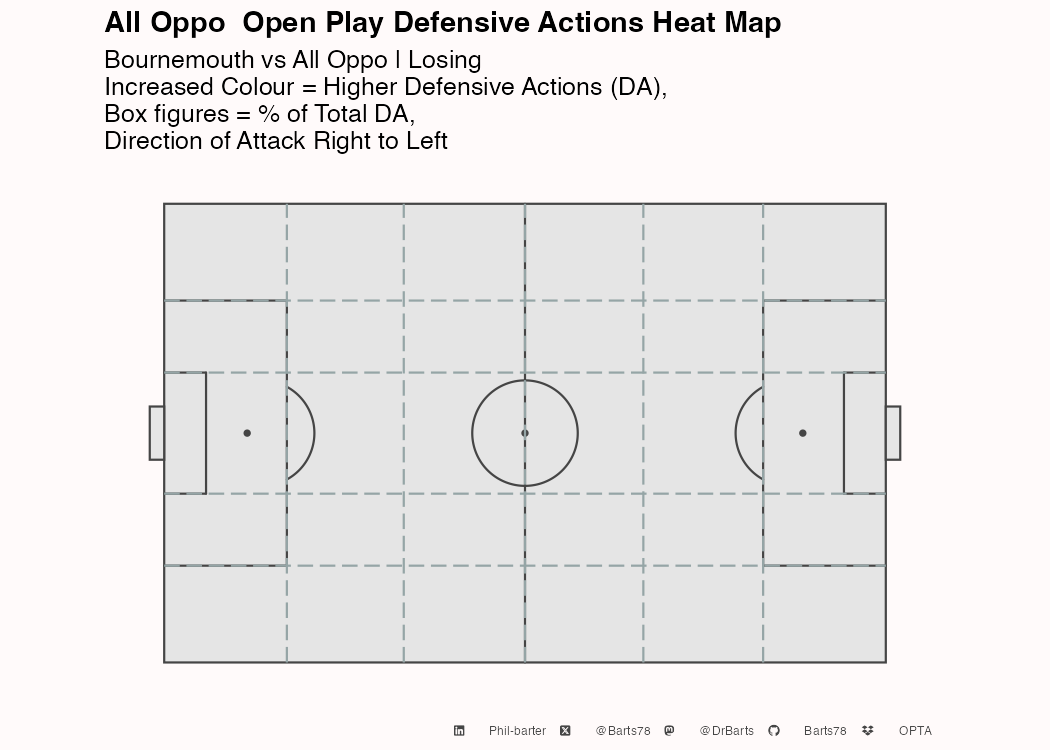 All Oppo  Open Play Defensive Actions Heat Map
Bournemouth vs All Oppo | Losing
Increased Colour = Higher Defensive Actions (DA),
Box figures = % of Total DA,
Direction of Attack Right to Left
Phil-barter @Barts78 @DrBarts Barts78 OPTA